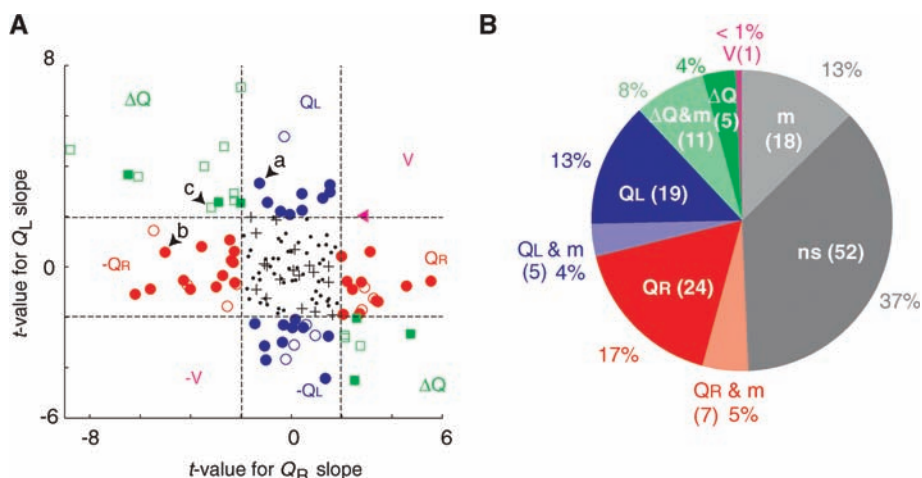 A
8
ΔQ
QL
a
V
c
b
-QR
QR
0
-V
-QL
ΔQ
-6
-8
0
6
t-value for QL slope
t-value for QR slope
B
< 1%
V(1)
4%
13%
8%
ΔQ
(5)
m
(18)
ΔQ&m
(11)
13%
QL (19)
QL & m
(5) 4%
ns (52)
QR (24)
37%
17%
QR & m
(7) 5%